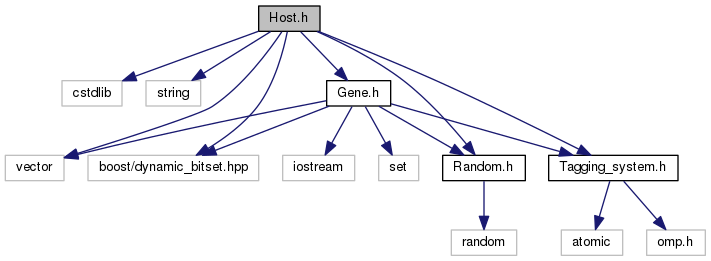 Host.h
cstdlib
string
Gene.h
vector
boost/dynamic_bitset.hpp
iostream
set
Random.h
Tagging_system.h
random
atomic
omp.h